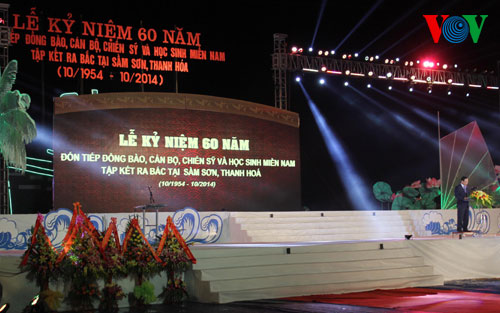 LỄ KỶ NIỆM 60 NĂM
TIẾP ĐỒNG BÀO, CÁN BỘ, CHIẾN SỸ VÀ HỌC SINH MIỀN NAM
TẬP KẾT RA BẮC TẠI SẦM SƠN, THANH HÓA
(10/1954 - 10/2014)
VOV
LỄ KỶ NIỆM 60 NĂM
ĐÓN TIẾP ĐỒNG BÀO, CÁN BỘ, CHIẾN SỸ VÀ HỌC SINH MIỀN NAM
TẬP KẾT RA BẮC TẠI SẦM SƠN, THANH HOÁ
(10/1954 - 10/2014)